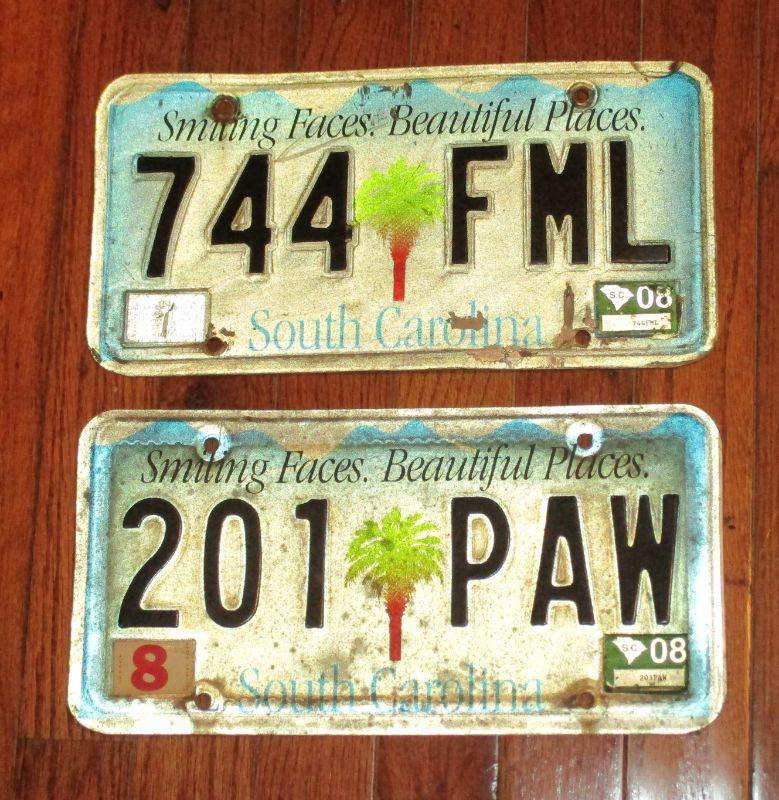 Smiling Faces. Beautiful Places.
744 FML
7 S.C. 08
744FML
South Carolina
Smiling Faces. Beautiful Places.
201 PAW
8 S.C. 08
201PAW
South Carolina